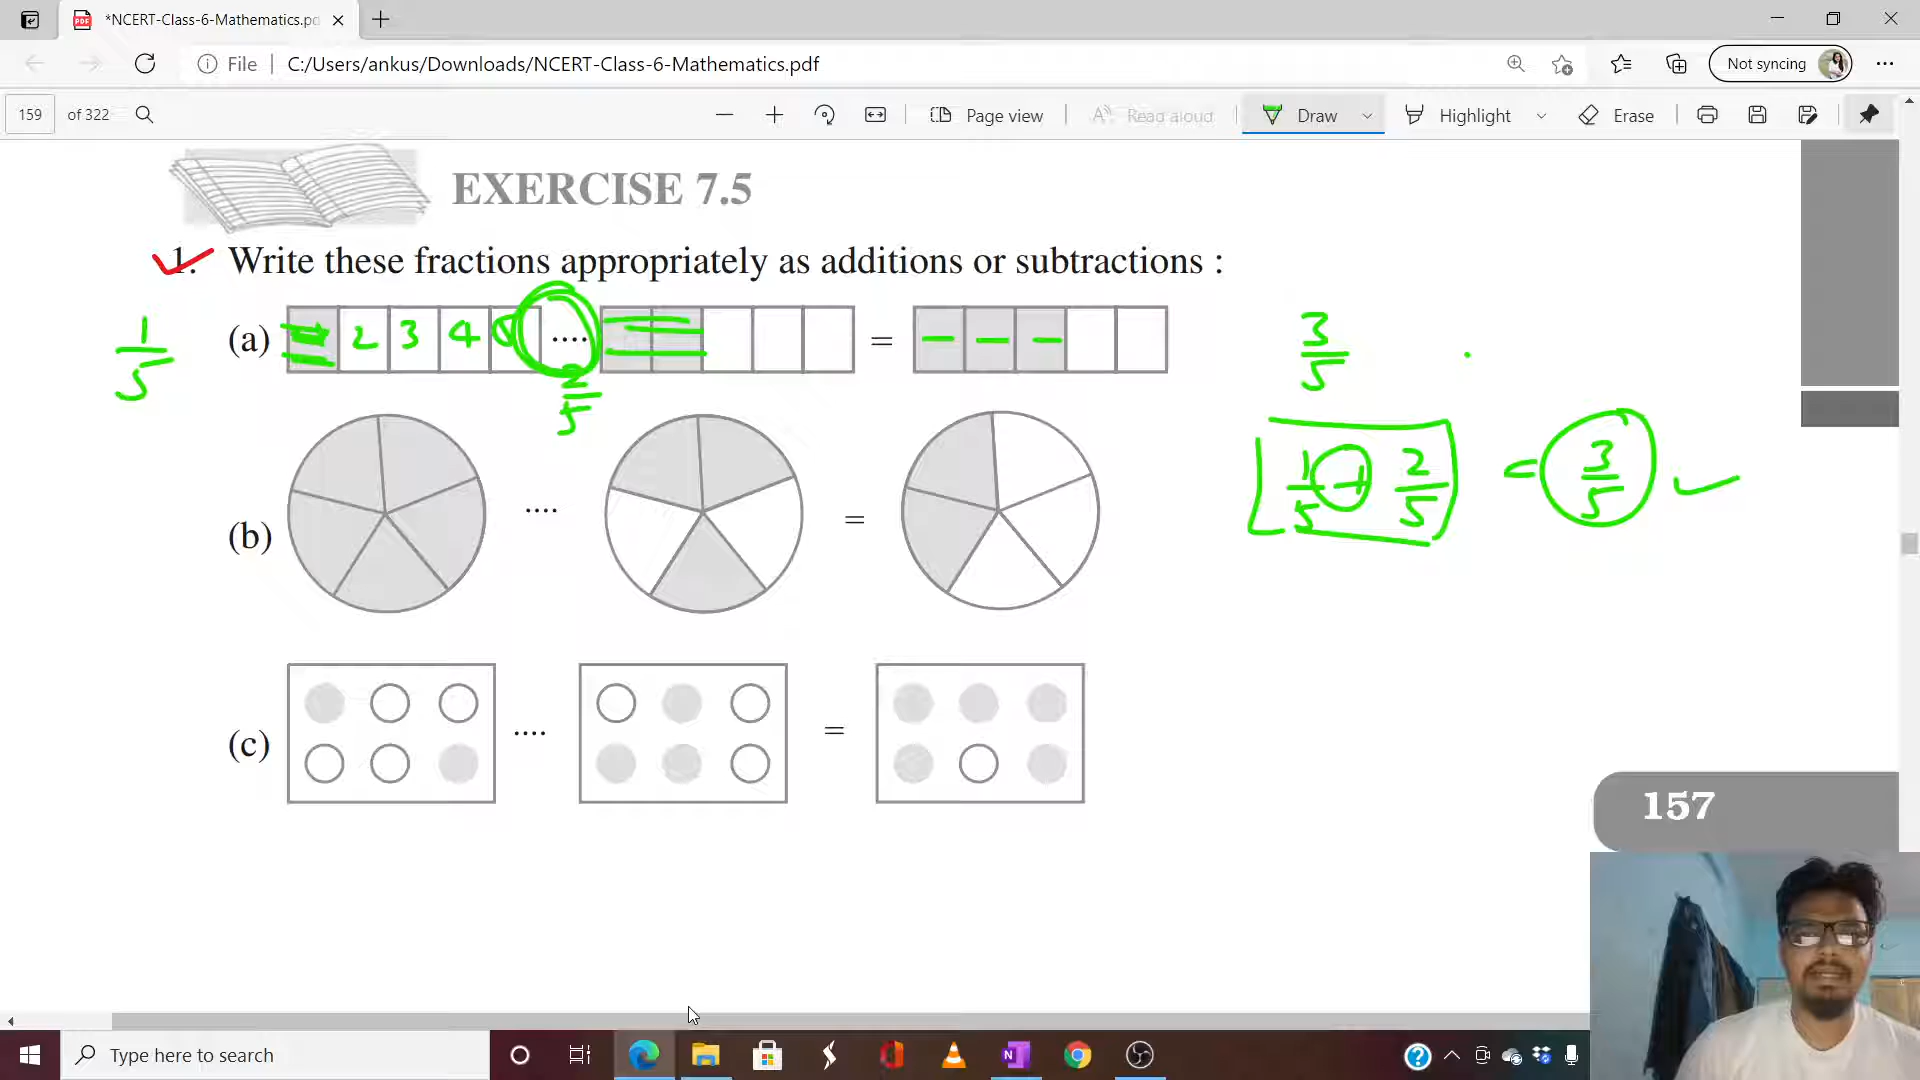 *NCERT-Class-6-Mathematics.pd
File
C:/Users/ankus/Downloads/NCERT-Class-6-Mathematics.pdf
Not syncing
159 of 322
Page view
Read aloud
Draw
Highlight
Erase
EXERCISE 7.5
1. Write these fractions appropriately as additions or subtractions :
1/5
(a) 2 3 4 .... =
2/5
3/5
1/5 + 2/5 = 3/5
(b) .... =
(c) .... =
157
Type here to search